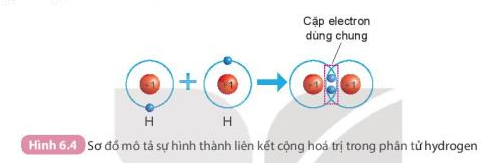 Cặp electron
dùng chung
+1 + +1 +1 +1
H H
Hình 6.4 Sơ đồ mô tả sự hình thành liên kết cộng hoá trị trong phân tử hydrogen